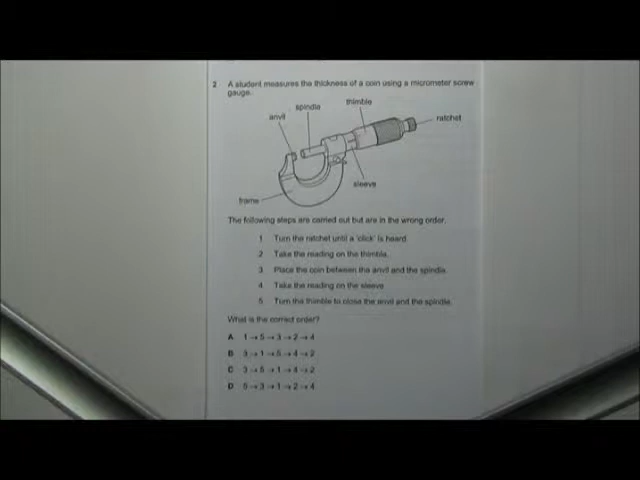 2 A student measures the thickness of a coin using a micrometer screw
gauge.
thimble
spindle
anvil
ratchet
sleeve
frame
The following steps are carried out but are in the wrong order.
1 Turn the ratchet until a 'click' is heard.
2 Take the reading on the thimble.
3 Place the coin between the anvil and the spindle.
4 Take the reading on the sleeve.
5 Turn the thimble to close the anvil and the spindle.
What is the correct order?
A 1 → 5 → 3 → 2 → 4
B 3 → 1 → 5 → 4 → 2
C 3 → 5 → 1 → 4 → 2
D 5 → 3 → 1 → 2 → 4